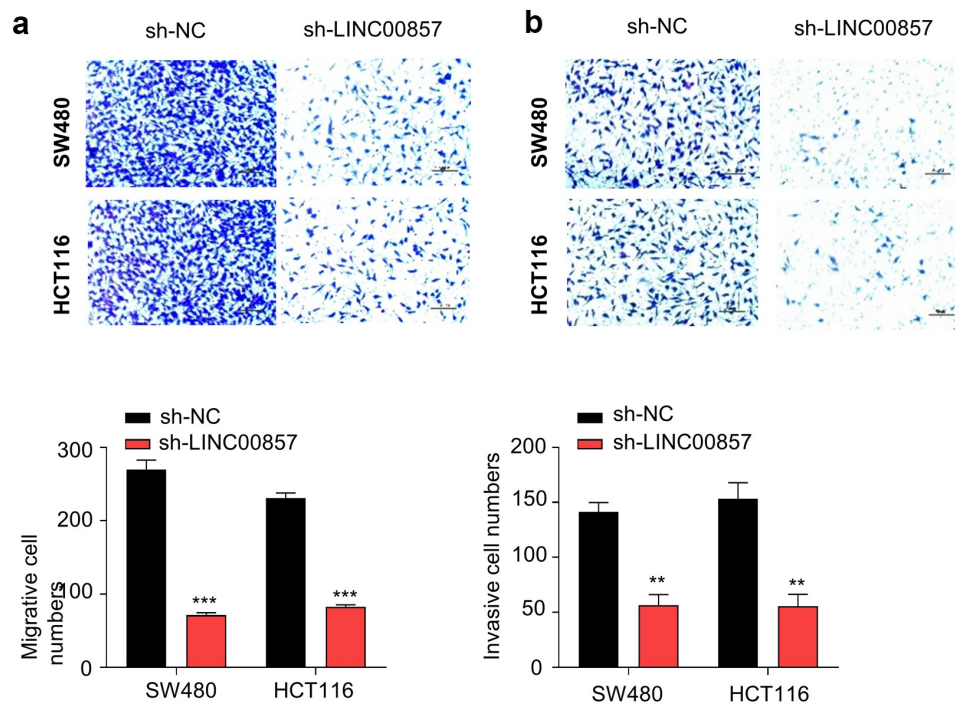 a
sh-NC
sh-LINC00857
SW480
HCT116
sh-NC
sh-LINC00857
Migrative cell
numbers
300
200
100
0
***
***
SW480
HCT116
b
sh-NC
sh-LINC00857
SW480
HCT116
sh-NC
sh-LINC00857
Invasive cell numbers
200
150
100
50
0
**
**
SW480
HCT116